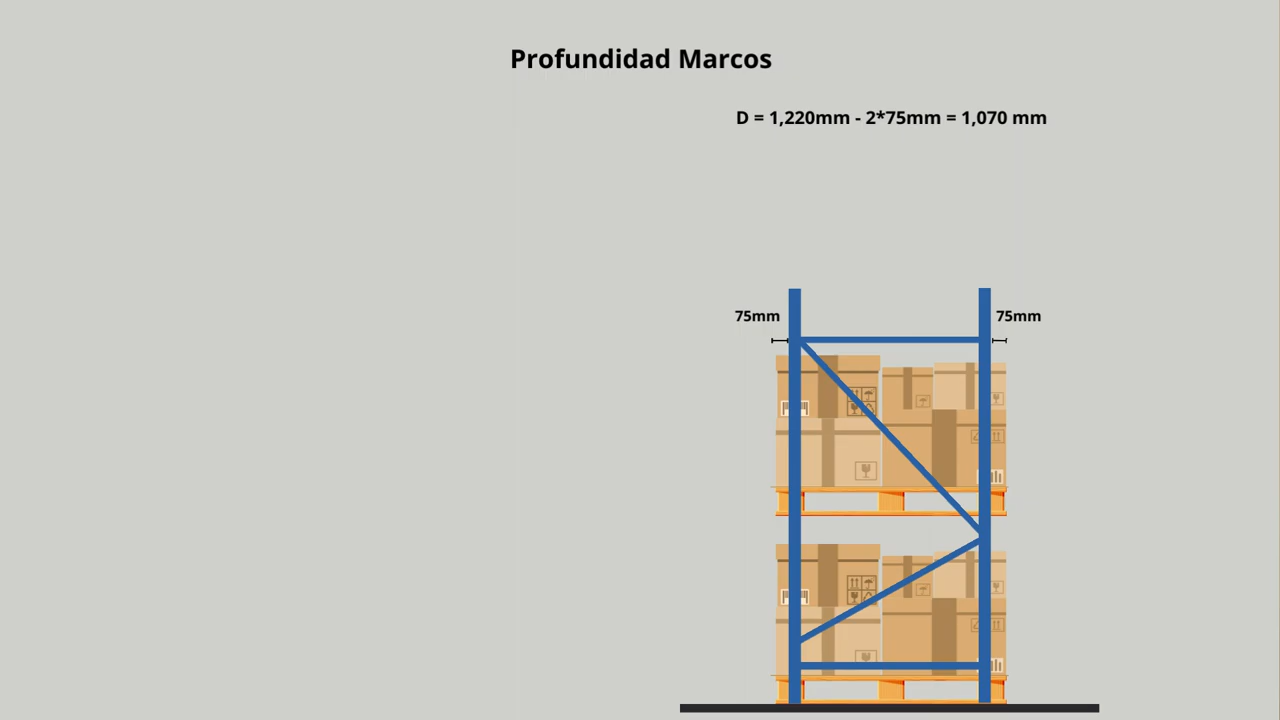 Profundidad Marcos
D = 1,220mm - 2*75mm = 1,070 mm
75mm
75mm